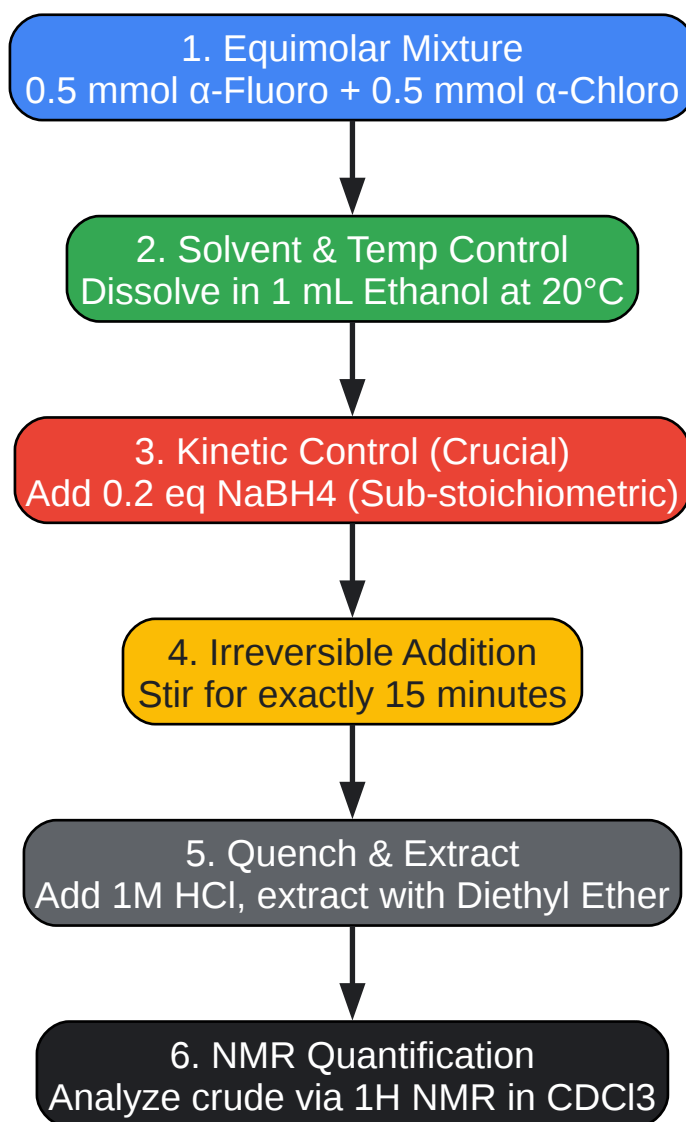 1. Equimolar Mixture
0.5 mmol α-Fluoro + 0.5 mmol α-Chloro
2. Solvent & Temp Control
Dissolve in 1 mL Ethanol at 20°C
3. Kinetic Control (Crucial)
Add 0.2 eq NaBH4 (Sub-stoichiometric)
4. Irreversible Addition
Stir for exactly 15 minutes
5. Quench & Extract
Add 1M HCl, extract with Diethyl Ether
6. NMR Quantification
Analyze crude via 1H NMR in CDCl3